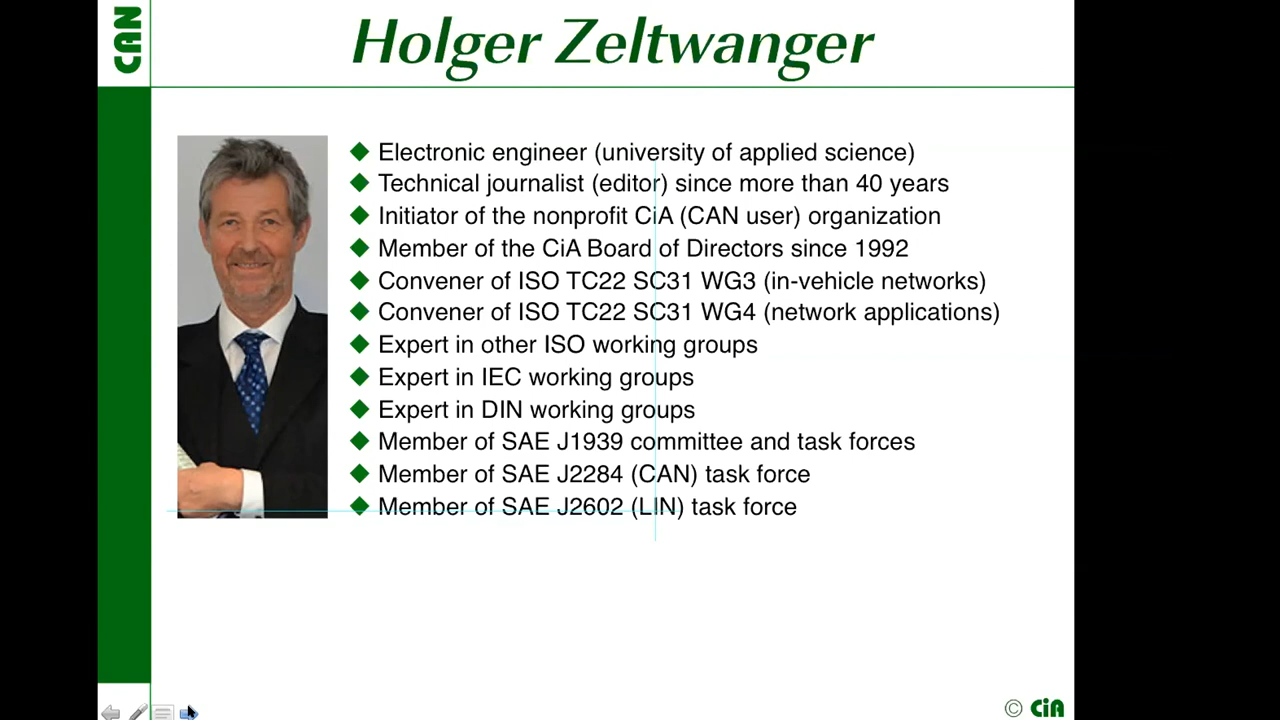 CAN
Holger Zeltwanger
Electronic engineer (university of applied science)
Technical journalist (editor) since more than 40 years
Initiator of the nonprofit CiA (CAN user) organization
Member of the CiA Board of Directors since 1992
Convener of ISO TC22 SC31 WG3 (in-vehicle networks)
Convener of ISO TC22 SC31 WG4 (network applications)
Expert in other ISO working groups
Expert in IEC working groups
Expert in DIN working groups
Member of SAE J1939 committee and task forces
Member of SAE J2284 (CAN) task force
Member of SAE J2602 (LIN) task force
© CiA